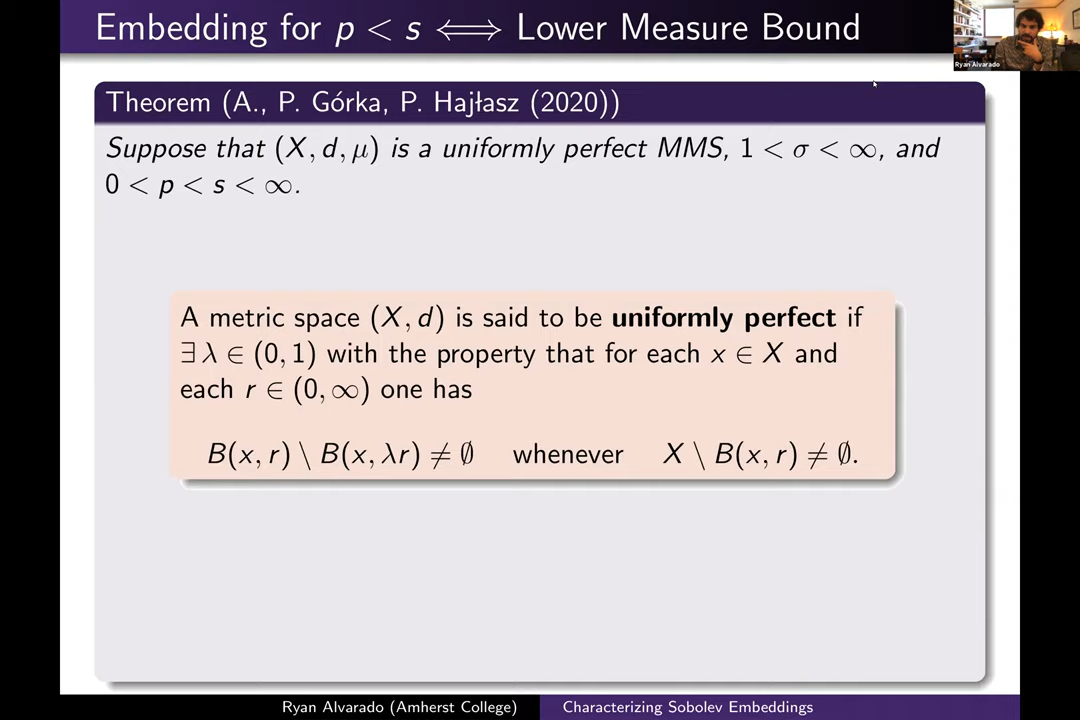 Embedding for p < s ⟺ Lower Measure Bound
Ryan Alvarado
Theorem (A., P. Górka, P. Hajłasz (2020))
Suppose that (X, d, μ) is a uniformly perfect MMS, 1 < σ < ∞, and
0 < p < s < ∞.
A metric space (X, d) is said to be uniformly perfect if
∃ λ ∈ (0, 1) with the property that for each x ∈ X and
each r ∈ (0, ∞) one has
B(x, r) \ B(x, λr) ≠ ∅ whenever X \ B(x, r) ≠ ∅.
Ryan Alvarado (Amherst College) Characterizing Sobolev Embeddings